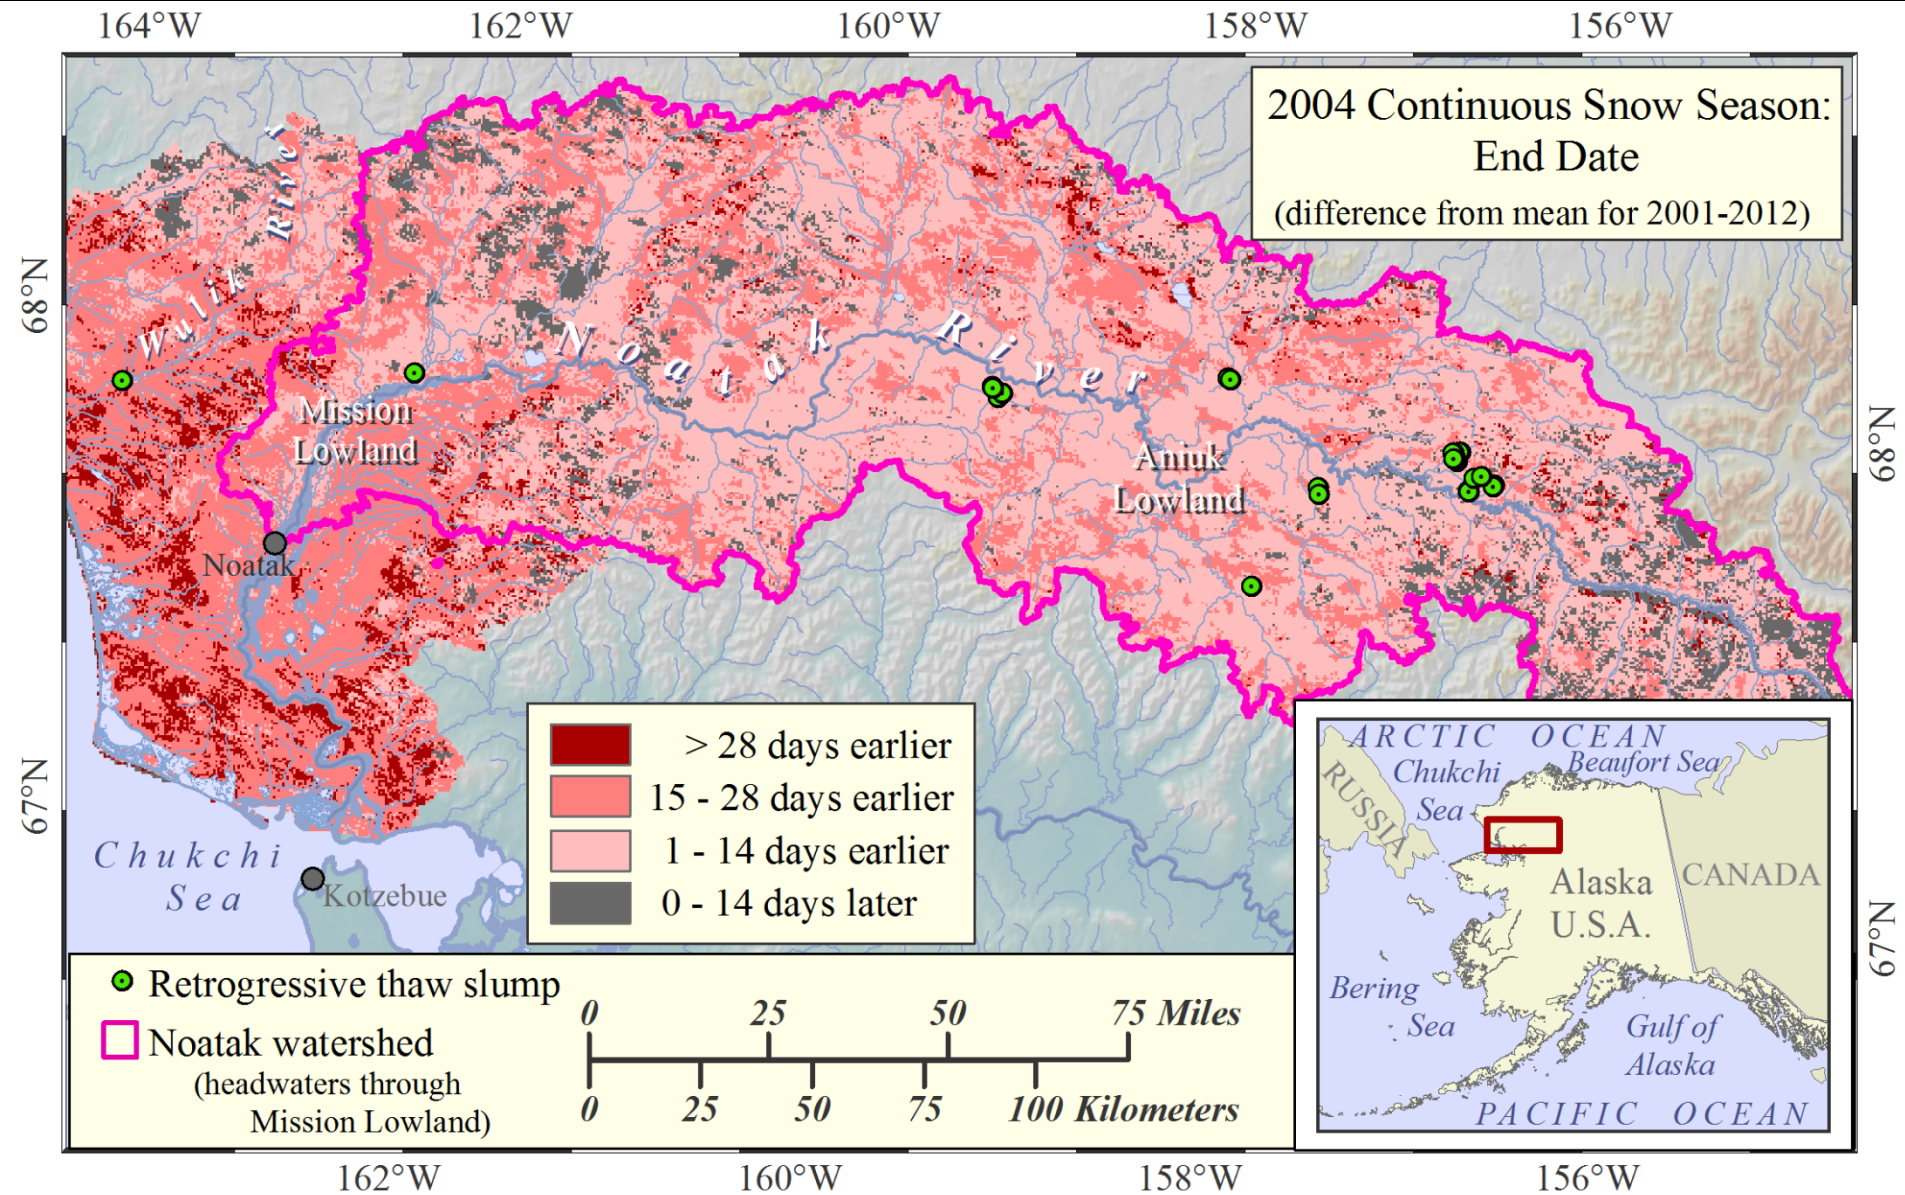 164°W 162°W 160°W 158°W 156°W
2004 Continuous Snow Season:
End Date
(difference from mean for 2001-2012)
68°N
68°N
67°N
67°N
Wulik River
Noatak River
Mission
Lowland
Aniuk
Lowland
Noatak
Kotzebue
Chukchi
Sea
> 28 days earlier
15 - 28 days earlier
1 - 14 days earlier
0 - 14 days later
Retrogressive thaw slump
Noatak watershed
(headwaters through
Mission Lowland)
0 25 50 75 Miles
0 25 50 75 100 Kilometers
ARCTIC OCEAN
Beaufort Sea
Chukchi
Sea
RUSSIA
Alaska
U.S.A.
CANADA
Bering
Sea
Gulf of
Alaska
PACIFIC OCEAN
162°W 160°W 158°W 156°W